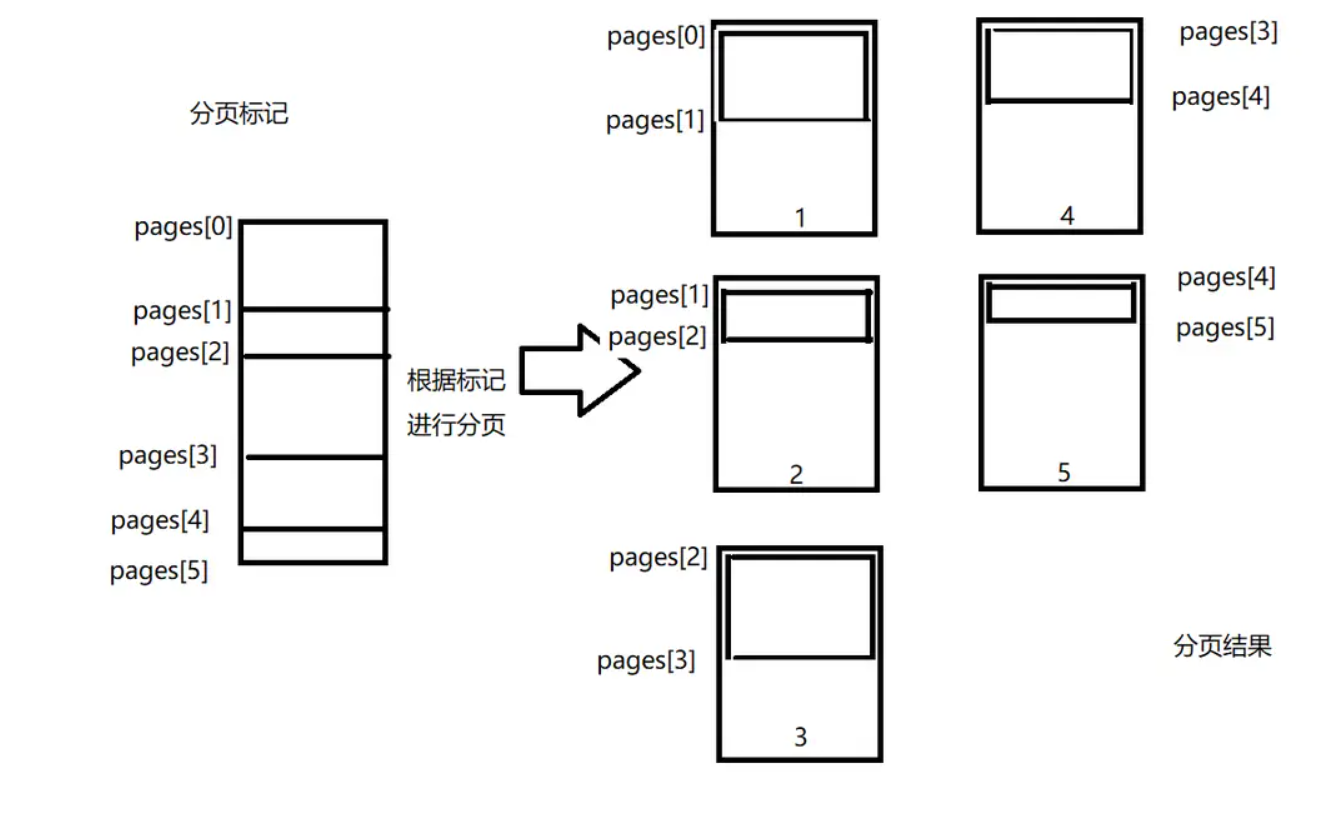 分页标记
pages[0]
pages[1]
pages[2]
pages[3]
pages[4]
pages[5]
根据标记
进行分页
pages[0]
pages[1]
1
pages[1]
pages[2]
2
pages[2]
pages[3]
3
pages[3]
pages[4]
4
pages[4]
pages[5]
5
分页结果